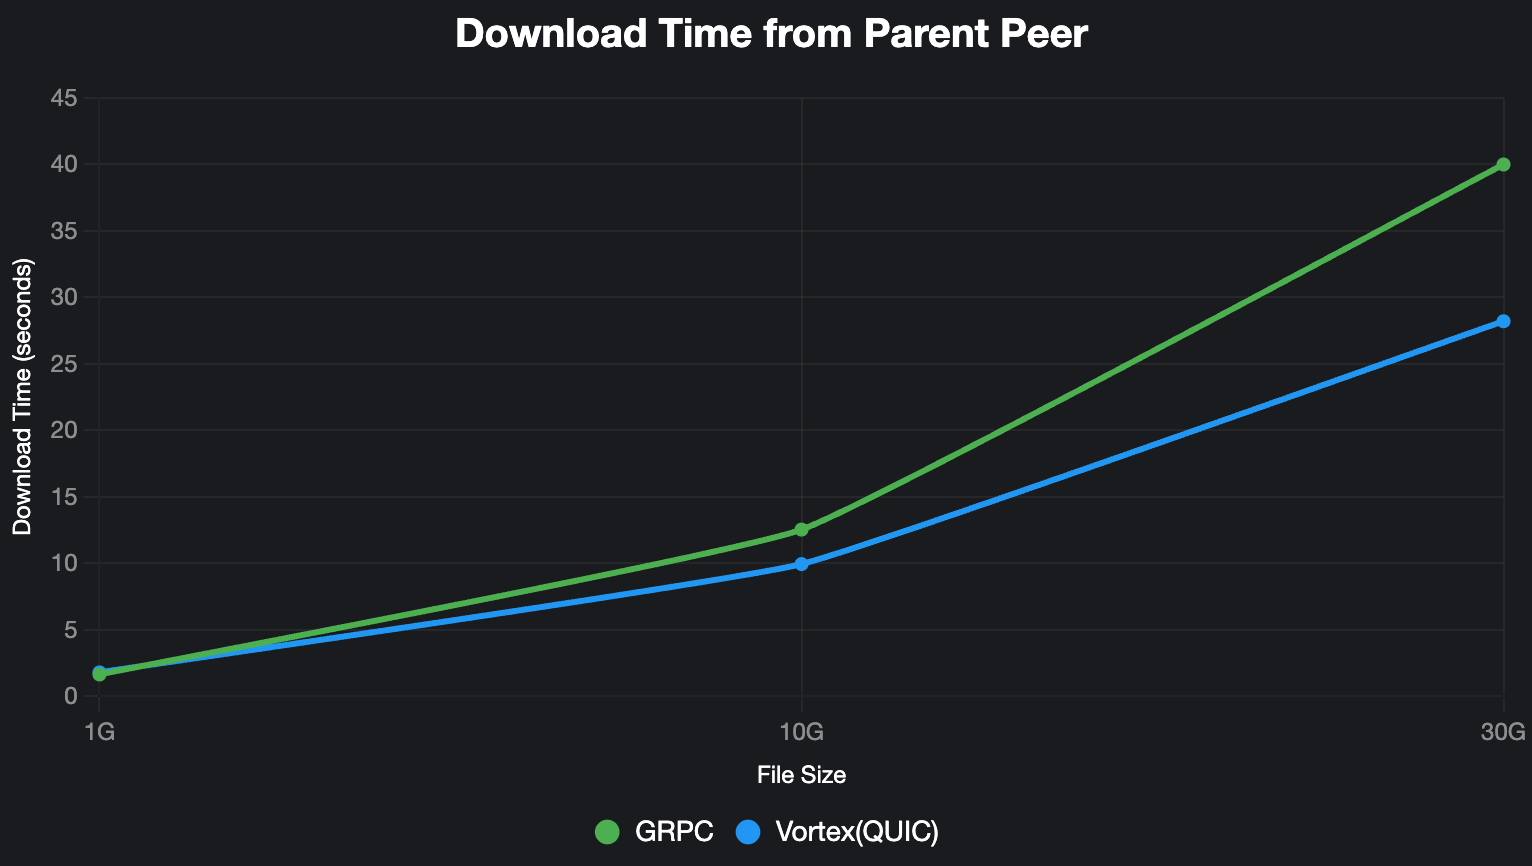 Download Time from Parent Peer
45
40
35
30
25
20
15
10
5
0
Download Time (seconds)
1G 10G 30G
File Size
GRPC Vortex(QUIC)